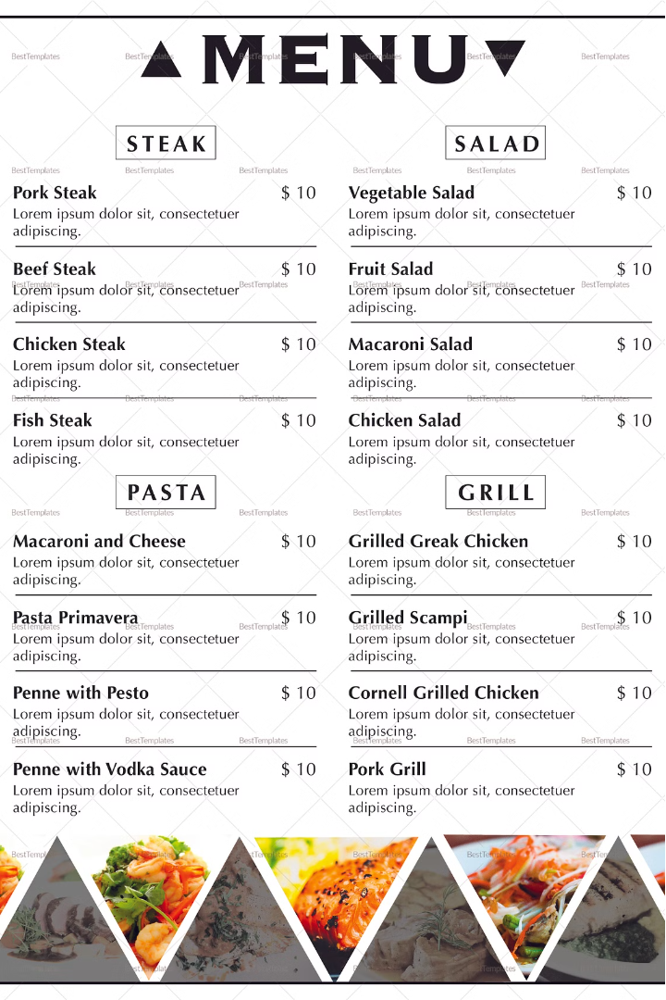 MENU
STEAK
Pork Steak $ 10
Lorem ipsum dolor sit, consectetuer
adipiscing.
Beef Steak $ 10
Lorem ipsum dolor sit, consectetuer
adipiscing.
Chicken Steak $ 10
Lorem ipsum dolor sit, consectetuer
adipiscing.
Fish Steak $ 10
Lorem ipsum dolor sit, consectetuer
adipiscing.
PASTA
Macaroni and Cheese $ 10
Lorem ipsum dolor sit, consectetuer
adipiscing.
Pasta Primavera $ 10
Lorem ipsum dolor sit, consectetuer
adipiscing.
Penne with Pesto $ 10
Lorem ipsum dolor sit, consectetuer
adipiscing.
Penne with Vodka Sauce $ 10
Lorem ipsum dolor sit, consectetuer
adipiscing.
SALAD
Vegetable Salad $ 10
Lorem ipsum dolor sit, consectetuer
adipiscing.
Fruit Salad $ 10
Lorem ipsum dolor sit, consectetuer
adipiscing.
Macaroni Salad $ 10
Lorem ipsum dolor sit, consectetuer
adipiscing.
Chicken Salad $ 10
Lorem ipsum dolor sit, consectetuer
adipiscing.
GRILL
Grilled Greak Chicken $ 10
Lorem ipsum dolor sit, consectetuer
adipiscing.
Grilled Scampi $ 10
Lorem ipsum dolor sit, consectetuer
adipiscing.
Cornell Grilled Chicken $ 10
Lorem ipsum dolor sit, consectetuer
adipiscing.
Pork Grill $ 10
Lorem ipsum dolor sit, consectetuer
adipiscing.
BestTemplates